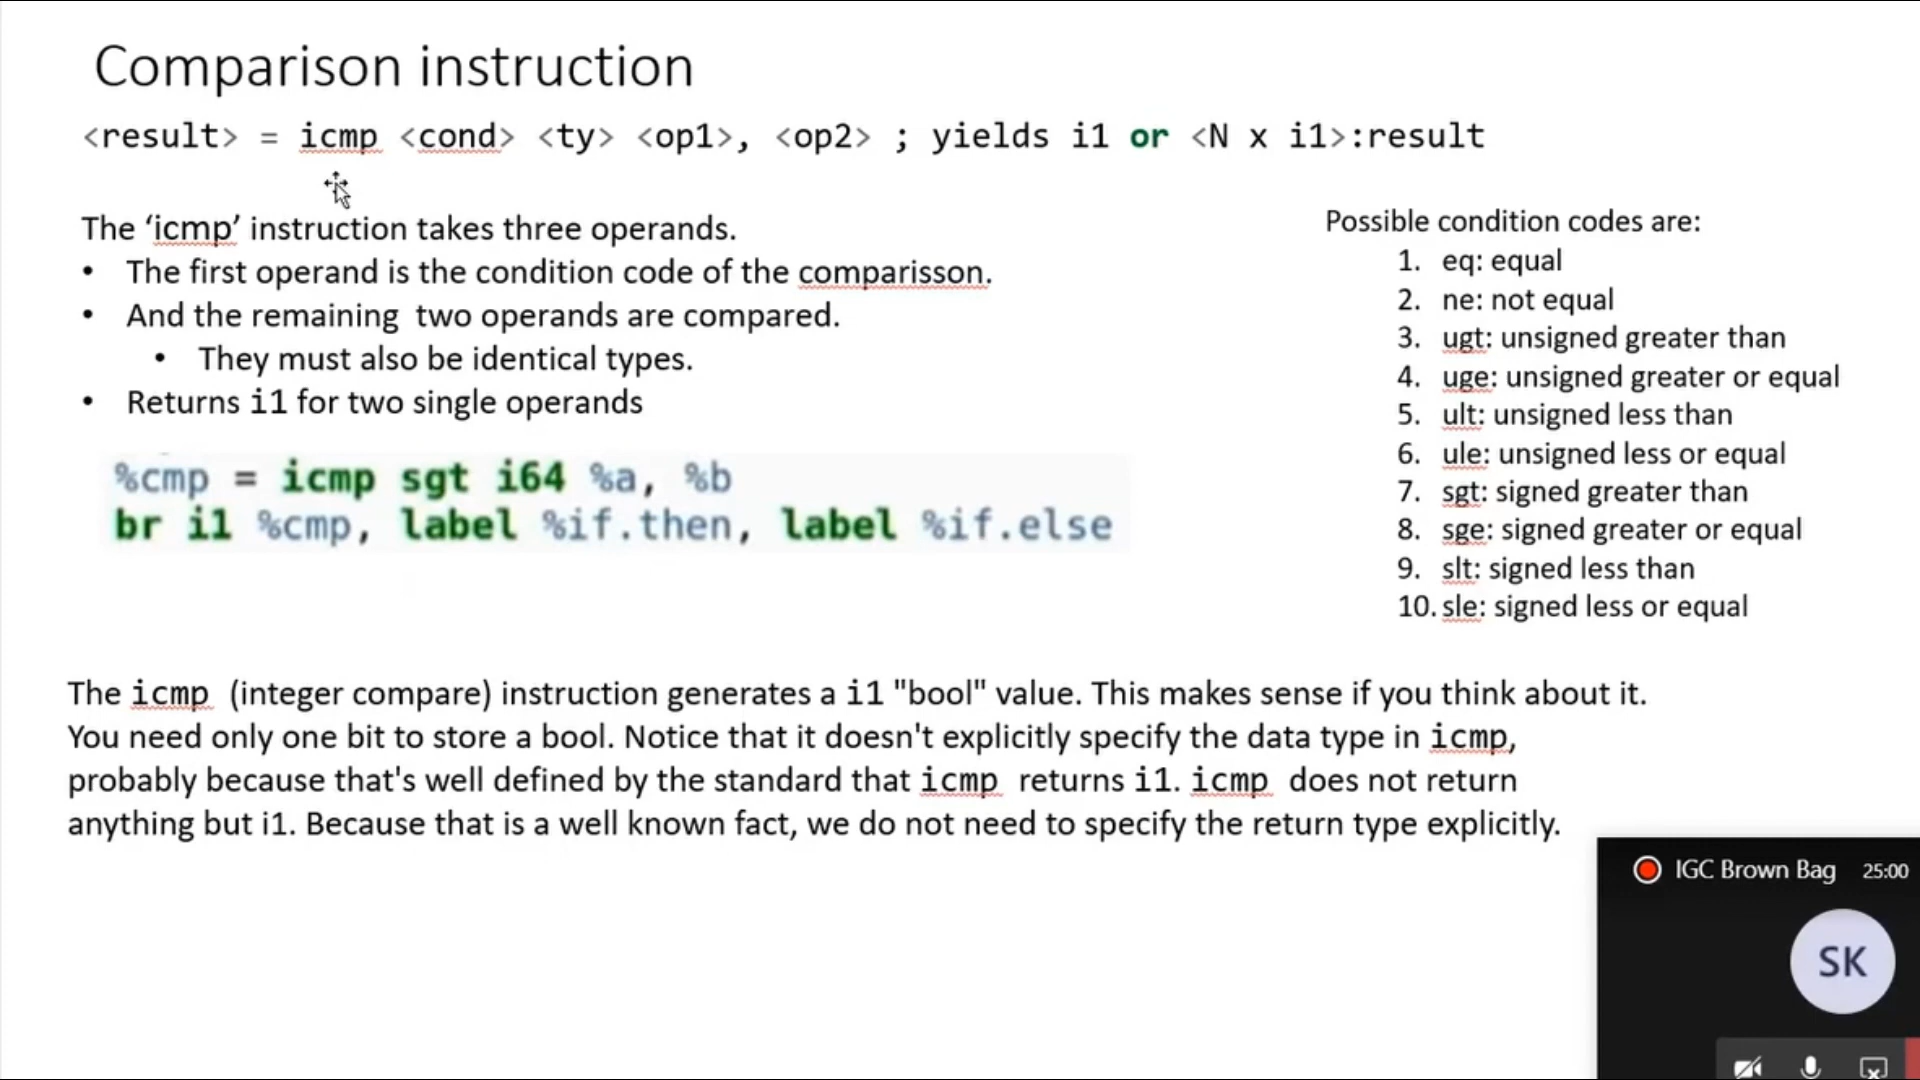 Comparison instruction
<result> = icmp <cond> <ty> <op1>, <op2> ; yields i1 or <N x i1>:result
The ‘icmp’ instruction takes three operands.
• The first operand is the condition code of the comparisson.
• And the remaining two operands are compared.
• They must also be identical types.
• Returns i1 for two single operands
%cmp = icmp sgt i64 %a, %b
br i1 %cmp, label %if.then, label %if.else
Possible condition codes are:
1. eq: equal
2. ne: not equal
3. ugt: unsigned greater than
4. uge: unsigned greater or equal
5. ult: unsigned less than
6. ule: unsigned less or equal
7. sgt: signed greater than
8. sge: signed greater or equal
9. slt: signed less than
10. sle: signed less or equal
The icmp (integer compare) instruction generates a i1 "bool" value. This makes sense if you think about it.
You need only one bit to store a bool. Notice that it doesn't explicitly specify the data type in icmp,
probably because that's well defined by the standard that icmp returns i1. icmp does not return
anything but i1. Because that is a well known fact, we do not need to specify the return type explicitly.
IGC Brown Bag 25:00
SK